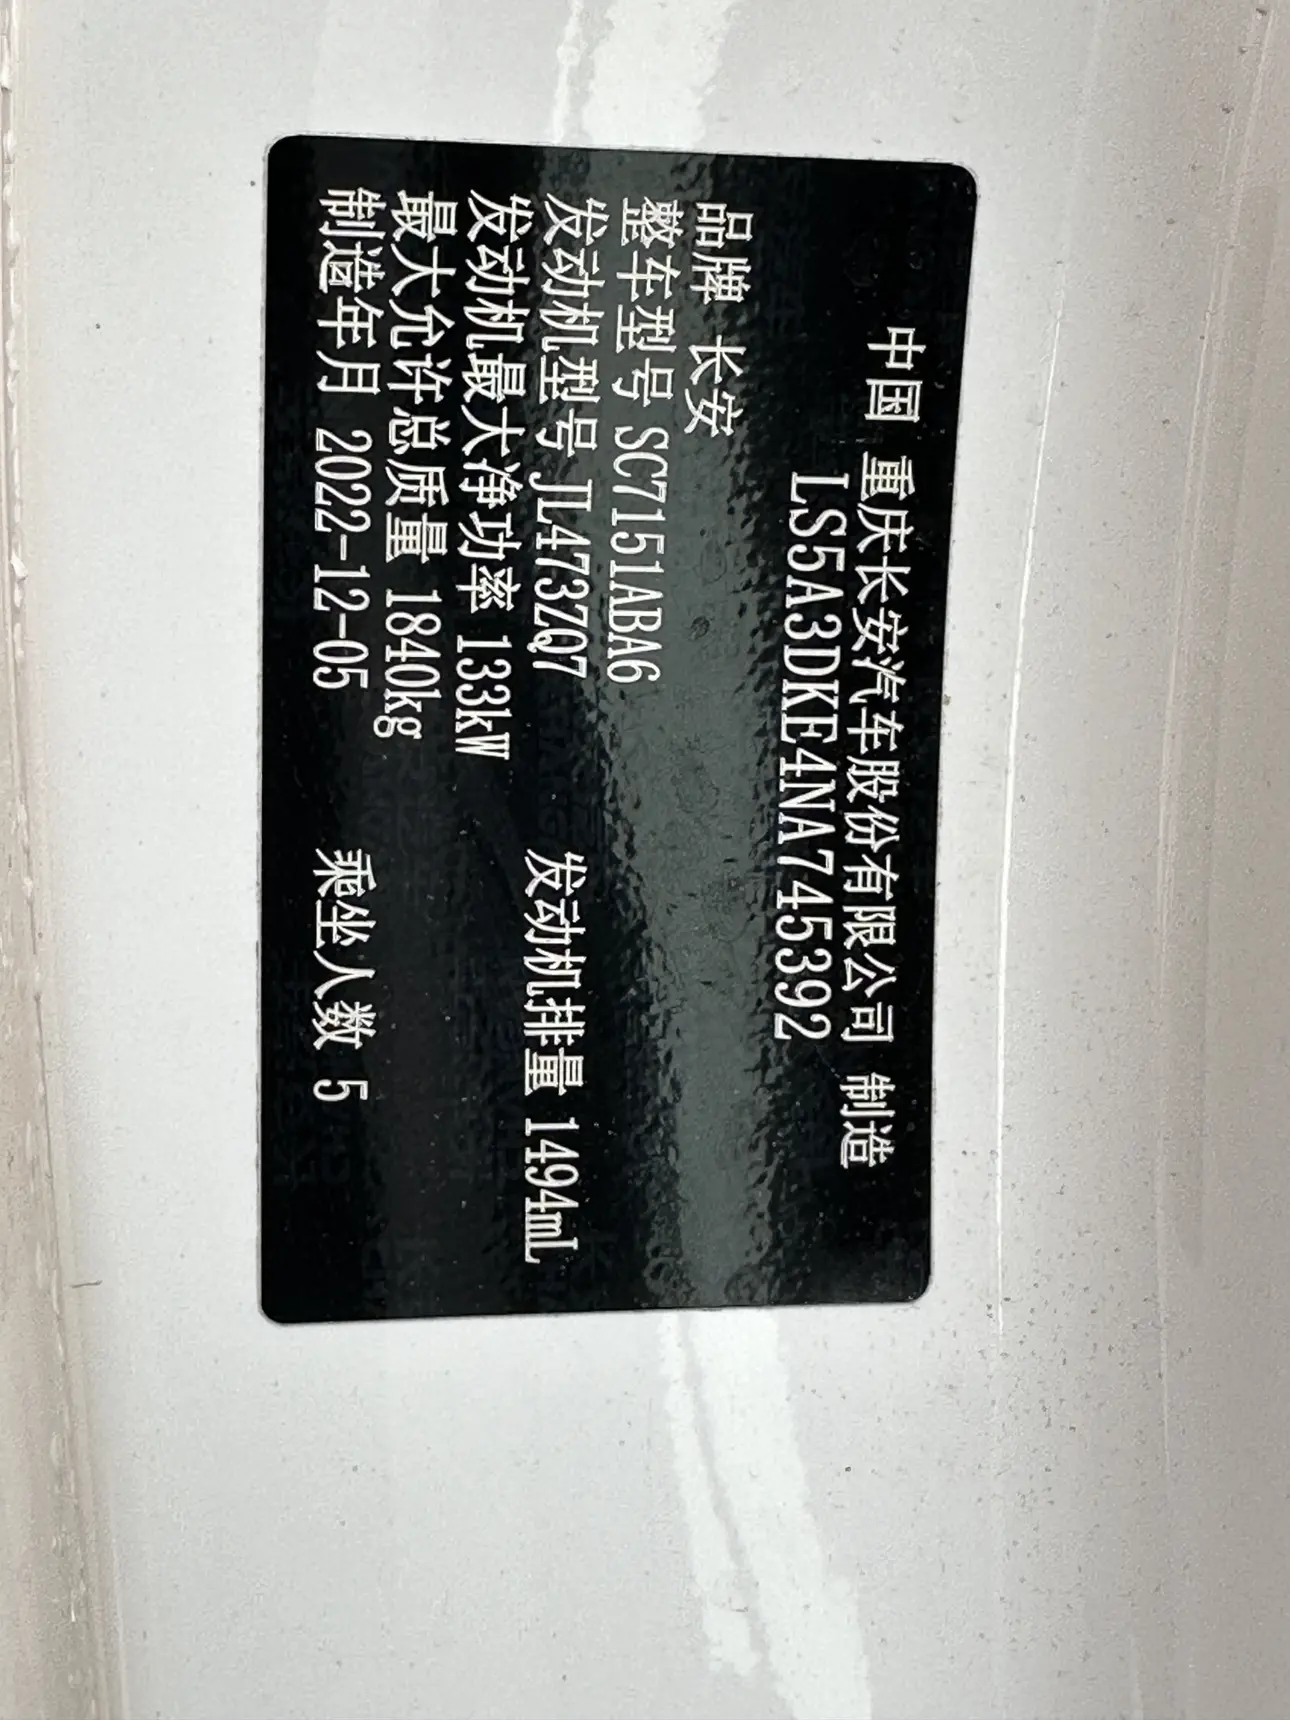 中国 重庆长安汽车股份有限公司 制造
LS5A3DKE4NA745392
品牌 长安
整车型号 SC7151ABA6
发动机型号 JL473ZQ7 发动机排量 1494mL
发动机最大净功率 133kW
最大允许总质量 1840kg
制造年月 2022-12-05 乘坐人数 5